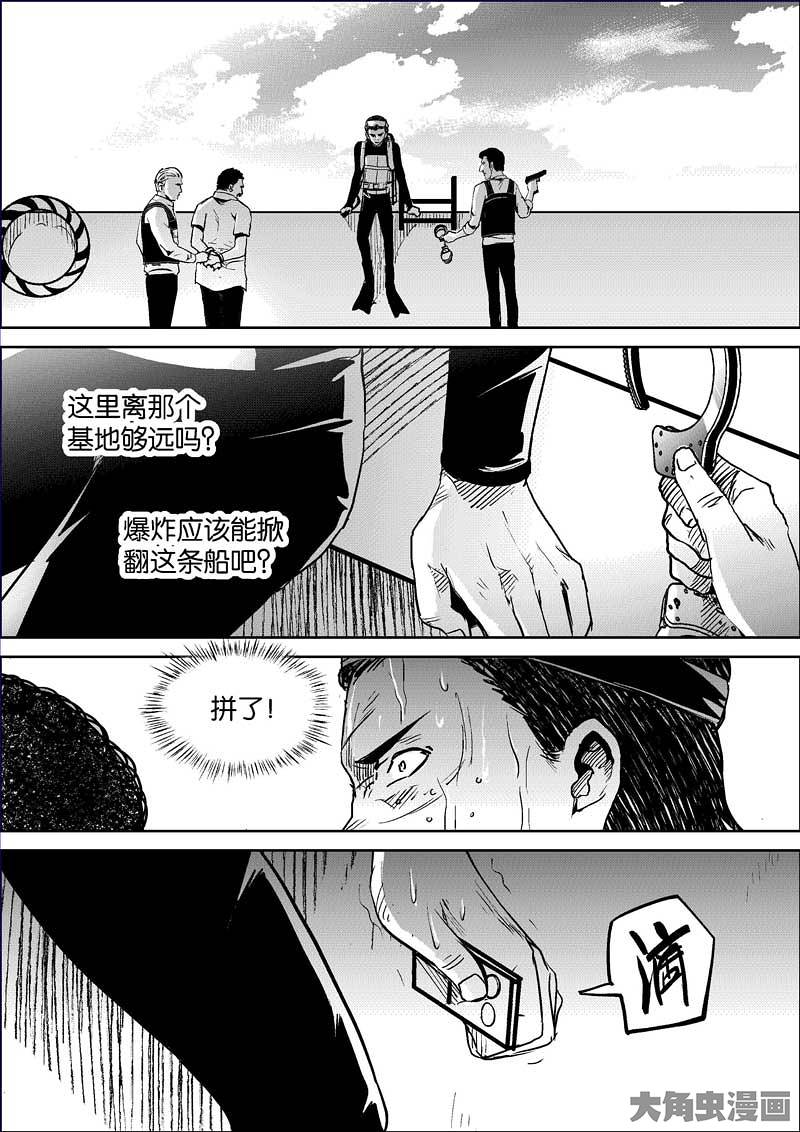 这里离那个
基地够远吗？
爆炸应该能掀
翻这条船吧？
拼了！
滴
大角虫漫画